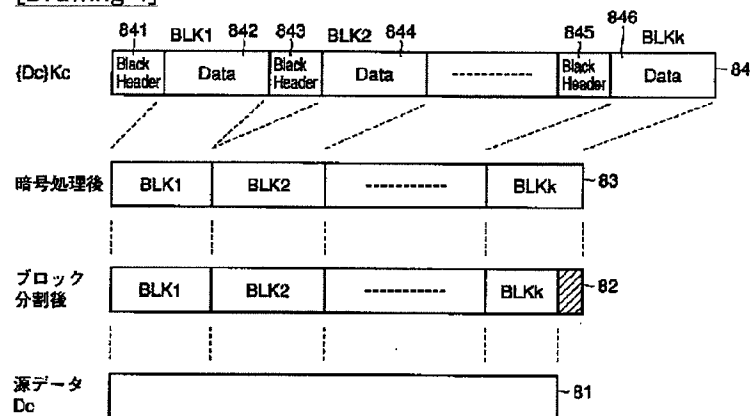 841 BLK1 842 843 BLK2 844 845 846 BLKk
{Dc}Kc Black Header Data Black Header Data Black Header Data 84
暗号処理後 BLK1 BLK2 BLKk 83
ブロック分割後 BLK1 BLK2 BLKk 82
源データ Dc 81